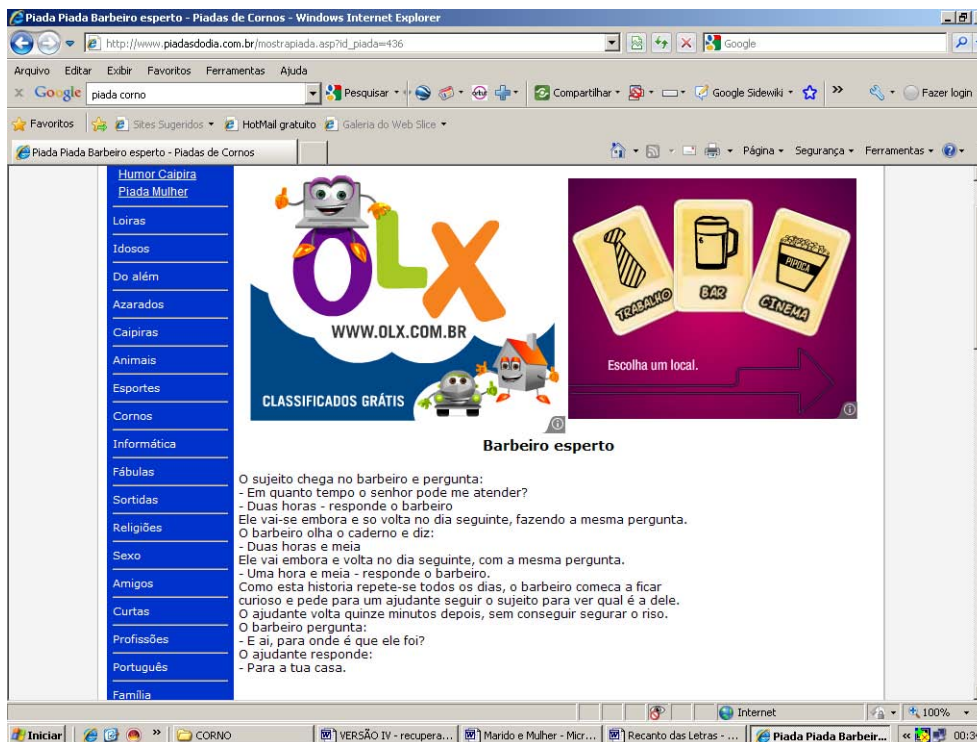 Piada Piada Barbeiro esperto - Piadas de Cornos - Windows Internet Explorer
http://www.piadasdodia.com.br/mostrapiada.asp?id_piada=436
Google
Arquivo Editar Exibir Favoritos Ferramentas Ajuda
Google piada corno Pesquisar Compartilhar Google Sidewiki Fazer login
Favoritos Sites Sugeridos HotMail gratuito Galeria do Web Slice
Piada Piada Barbeiro esperto - Piadas de Cornos
Página Segurança Ferramentas
Humor Caipira
Piada Mulher
Loiras
Idosos
Do além
Azarados
Caipiras
Animais
Esportes
Cornos
Informática
Fábulas
Sortidas
Religiões
Sexo
Amigos
Curtas
Profissões
Português
Família
OLX
WWW.OLX.COM.BR
CLASSIFICADOS GRÁTIS
TRABALHO
BAR
PIPOCA
CINEMA
Escolha um local.
Barbeiro esperto
O sujeito chega no barbeiro e pergunta:
- Em quanto tempo o senhor pode me atender?
- Duas horas - responde o barbeiro
Ele vai-se embora e so volta no dia seguinte, fazendo a mesma pergunta.
O barbeiro olha o caderno e diz:
- Duas horas e meia
Ele vai embora e volta no dia seguinte, com a mesma pergunta.
- Uma hora e meia - responde o barbeiro.
Como esta historia repete-se todos os dias, o barbeiro comeca a ficar
curioso e pede para um ajudante seguir o sujeito para ver qual é a dele.
O ajudante volta quinze minutos depois, sem conseguir segurar o riso.
O barbeiro pergunta:
- E ai, para onde é que ele foi?
O ajudante responde:
- Para a tua casa.
Internet 100%
Iniciar CORNO VERSÃO IV - recupera... Marido e Mulher - Micr... Recanto das Letras - ... Piada Piada Barbeir...